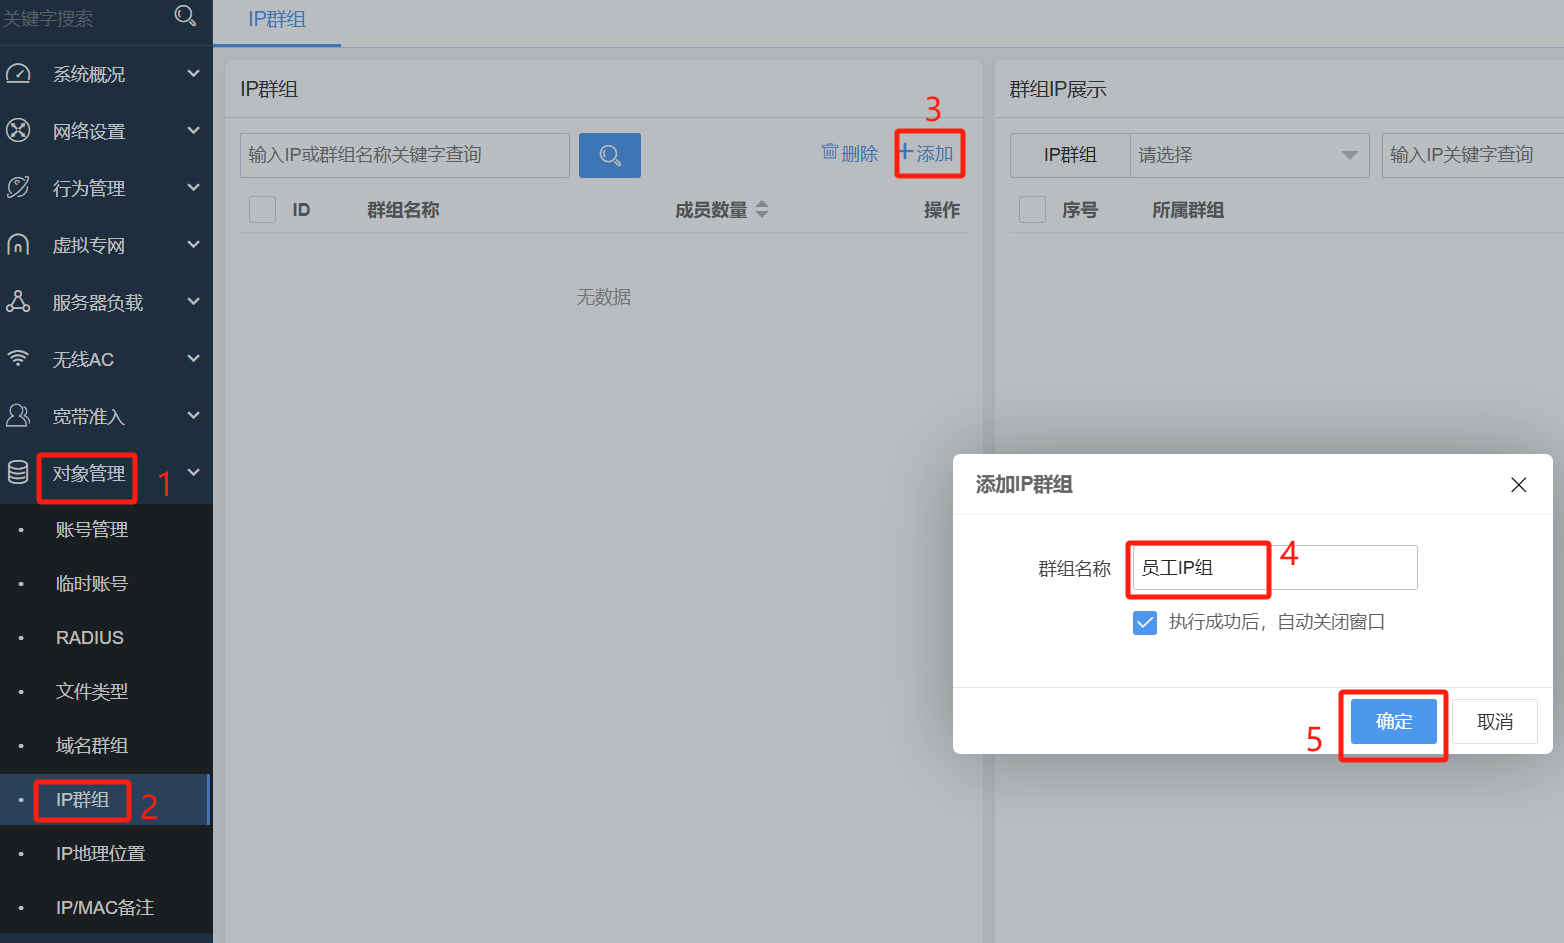 关键字搜索
系统概况
网络设置
行为管理
虚拟专网
服务器负载
无线AC
宽带准入
对象管理
1
账号管理
临时账号
RADIUS
文件类型
域名群组
IP群组
2
IP地理位置
IP/MAC备注
IP群组
IP群组
3
输入IP或群组名称关键字查询
删除
+添加
ID 群组名称 成员数量 操作
无数据
群组IP展示
IP群组 请选择 输入IP关键字查询
序号 所属群组
添加IP群组
群组名称 员工IP组 4
执行成功后，自动关闭窗口
5 确定 取消